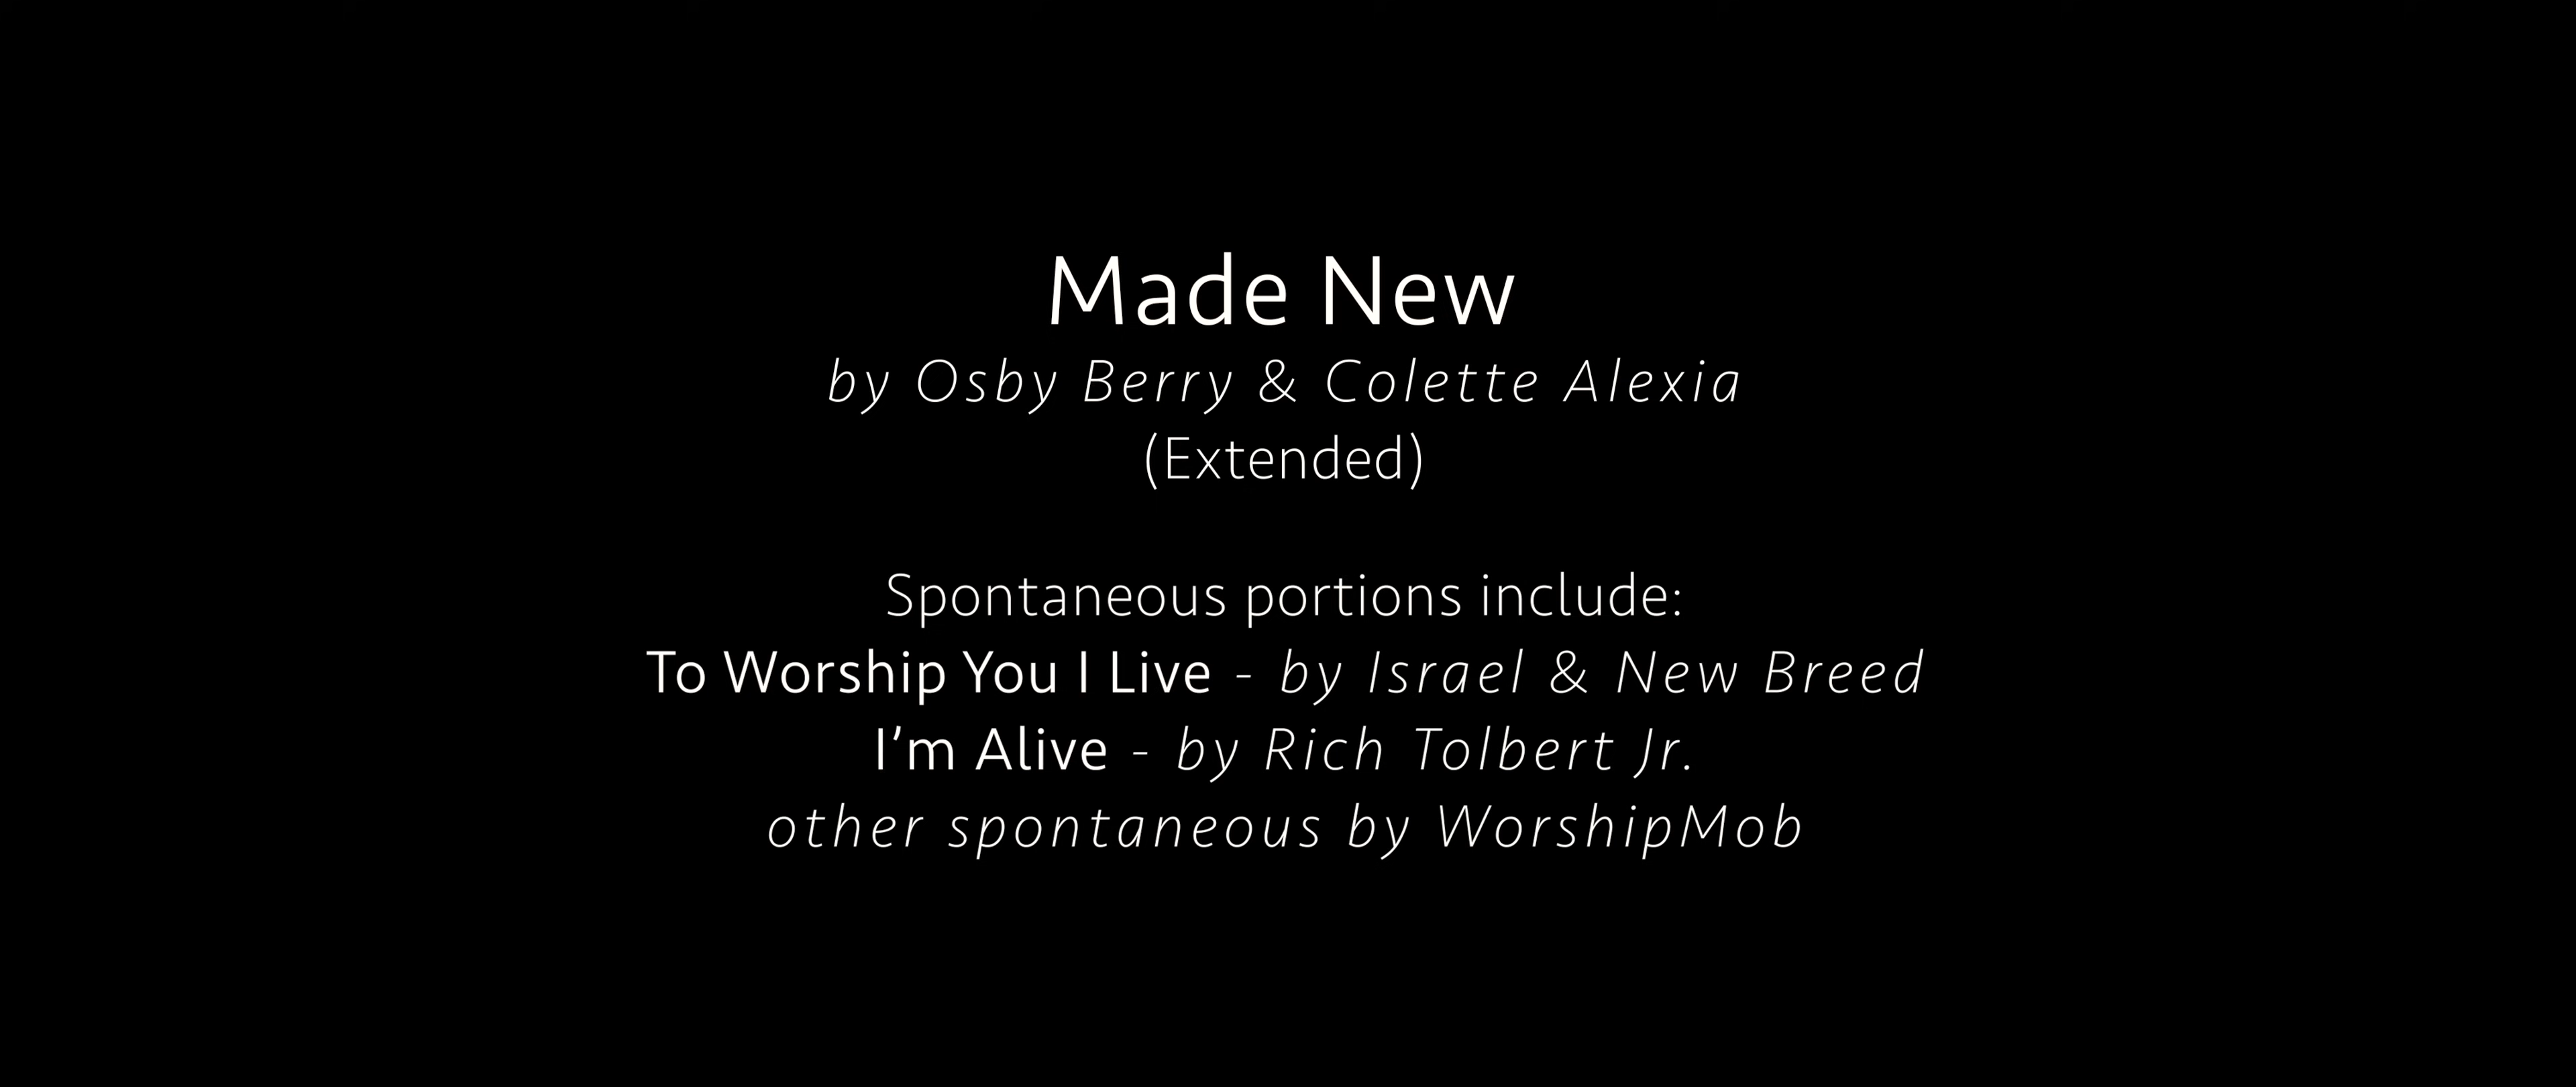 Made New
by Osby Berry & Colette Alexia
(Extended)
Spontaneous portions include:
To Worship You I Live - by Israel & New Breed
I’m Alive - by Rich Tolbert Jr.
other spontaneous by WorshipMob